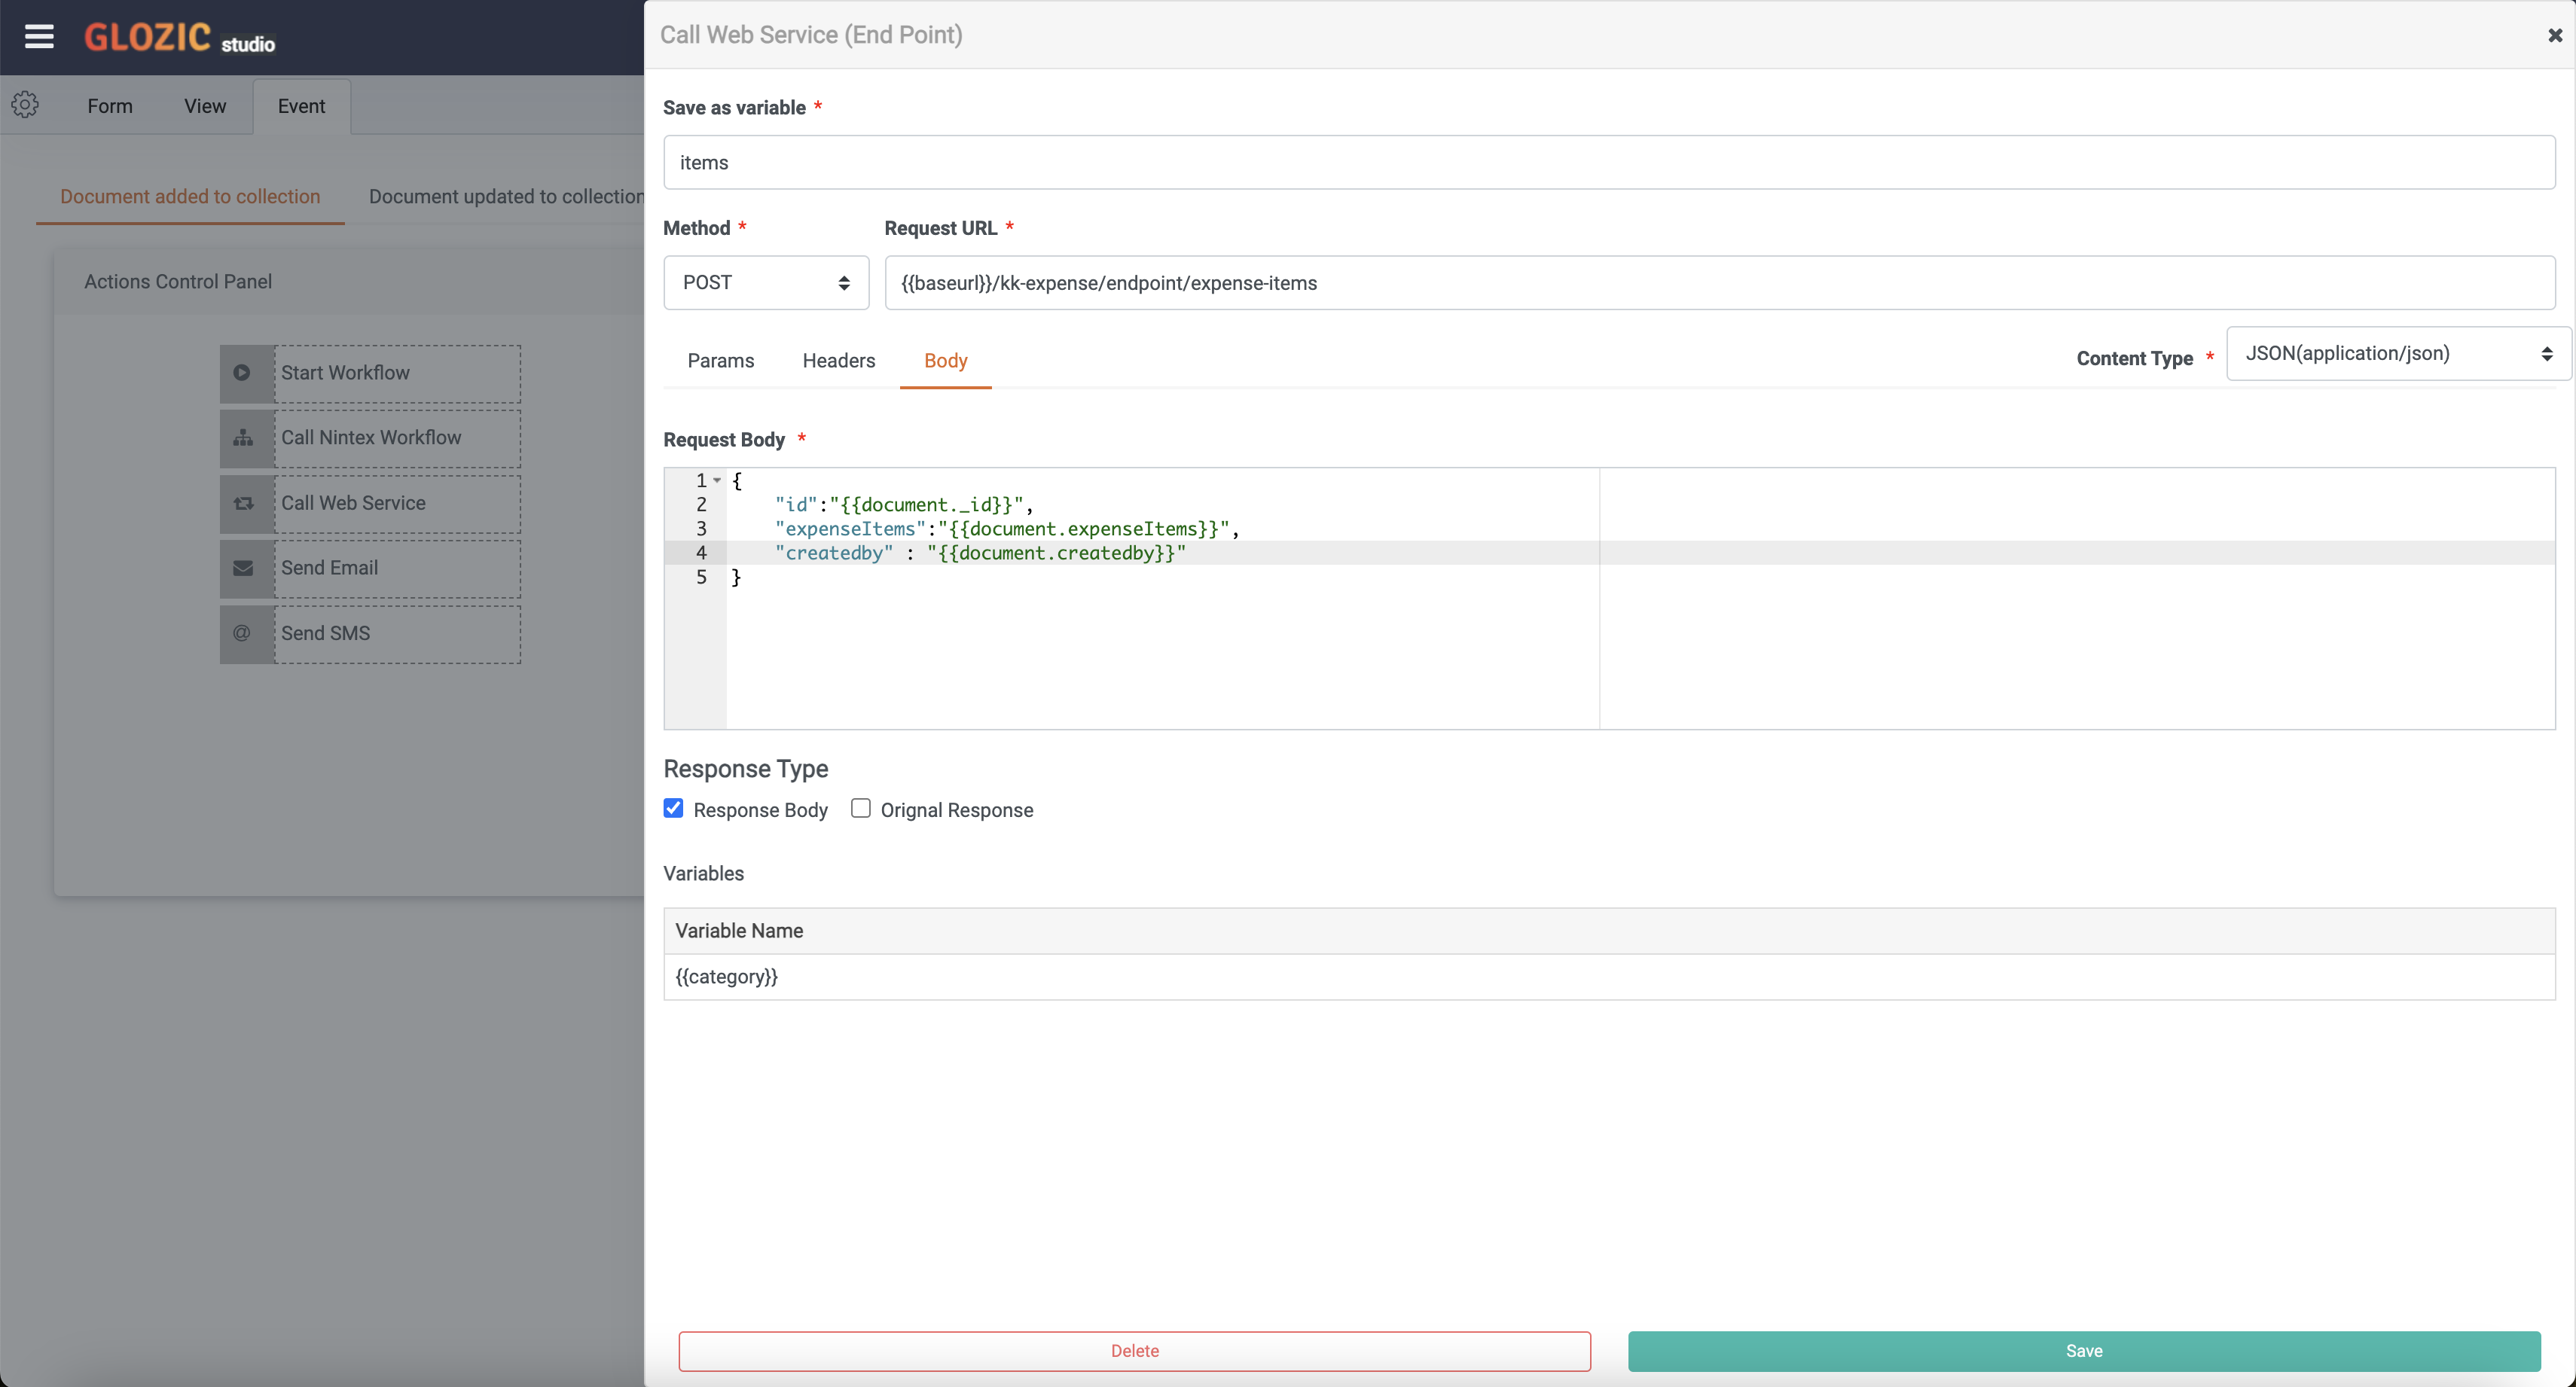 GLOZIC studio
Form View Event
Document added to collection Document updated to collection
Actions Control Panel
Start Workflow
Call Nintex Workflow
Call Web Service
Send Email
@ Send SMS
Call Web Service (End Point)
Save as variable *
items
Method * Request URL *
POST {{baseurl}}/kk-expense/endpoint/expense-items
Params Headers Body Content Type * JSON(application/json)
Request Body *
1 {
2 "id":"{{document._id}}",
3 "expenseItems":"{{document.expenseItems}}",
4 "createdby" : "{{document.createdby}}"
5 }
Response Type
Response Body Orignal Response
Variables
Variable Name
{{category}}
Delete Save